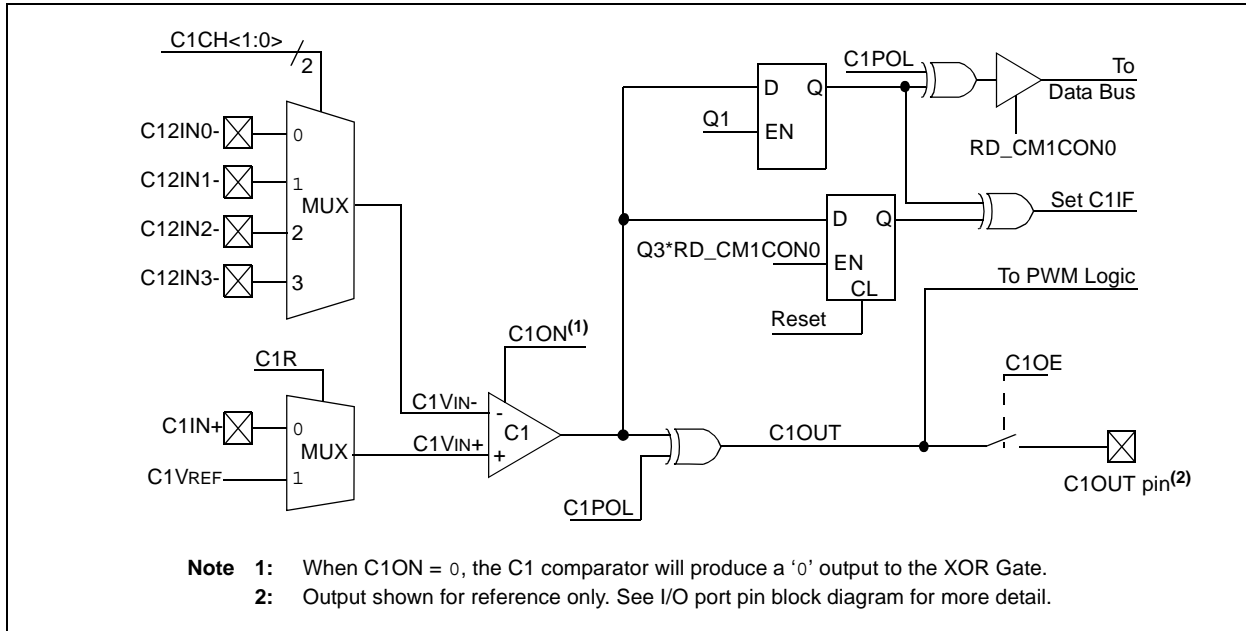 C1CH<1:0>
2
C12IN0-
0
C12IN1-
1
MUX
C12IN2-
2
C12IN3-
3
C1R
C1IN+
0
MUX
C1VREF
1
C1VIN-
C1VIN+
C1ON(1)
-
C1
+
C1POL
C1OUT
C1OE
C1OUT pin(2)
To PWM Logic
D
Q
Q1
EN
C1POL
To
Data Bus
RD_CM1CON0
D
Q
Q3*RD_CM1CON0
EN
CL
Reset
Set C1IF
Note 1: When C1ON = 0, the C1 comparator will produce a ‘0’ output to the XOR Gate.
2: Output shown for reference only. See I/O port pin block diagram for more detail.